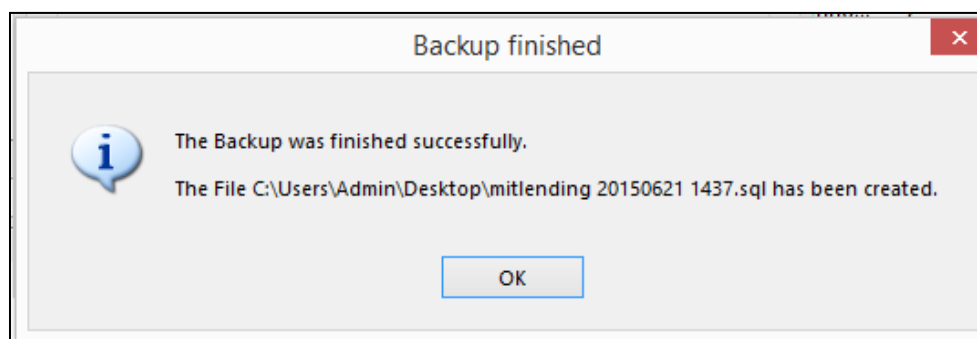 Backup finished
The Backup was finished successfully.
The File C:\Users\Admin\Desktop\mitlending 20150621 1437.sql has been created.
OK